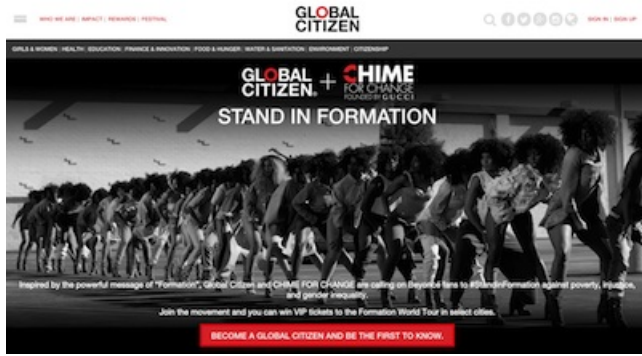 WHO WE ARE | IMPACT | REWARDS | FESTIVAL
GLOBAL
CITIZEN
SIGN IN | SIGN UP
GIRLS & WOMEN | HEALTH | EDUCATION | FINANCE & INNOVATION | FOOD & HUNGER | WATER & SANITATION | ENVIRONMENT | CITIZENSHIP
GLOBAL CITIZEN. + CHIME FOR CHANGE
FOUNDED BY GUCCI
STAND IN FORMATION
Inspired by the powerful message of "Formation", Global Citizen and CHIME FOR CHANGE are calling on Beyoncé fans to #StandInFormation against poverty, injustice,
and gender inequality.
Join the movement and you can win VIP tickets to the Formation World Tour in select cities.
BECOME A GLOBAL CITIZEN AND BE THE FIRST TO KNOW.